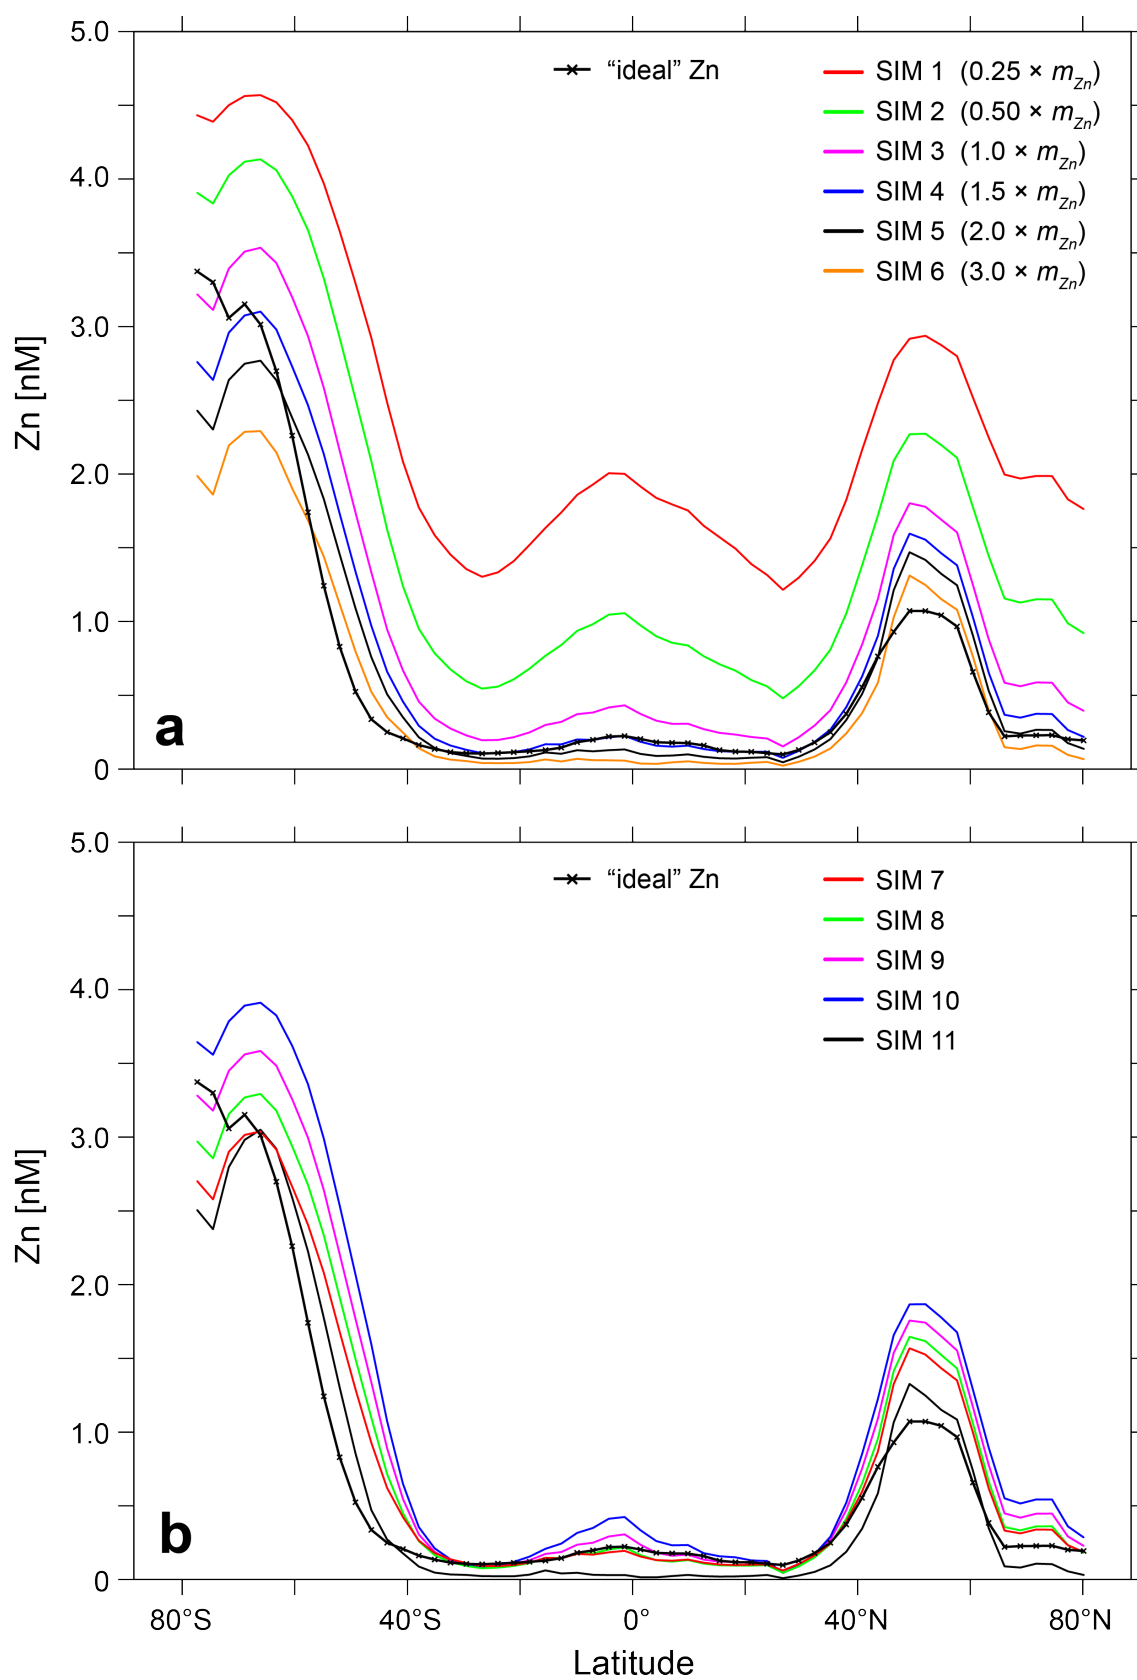 5.0
4.0
3.0
2.0
1.0
0
Zn [nM]
“ideal” Zn
SIM 1 (0.25 × mZn)
SIM 2 (0.50 × mZn)
SIM 3 (1.0 × mZn)
SIM 4 (1.5 × mZn)
SIM 5 (2.0 × mZn)
SIM 6 (3.0 × mZn)
a
5.0
4.0
3.0
2.0
1.0
0
Zn [nM]
“ideal” Zn
SIM 7
SIM 8
SIM 9
SIM 10
SIM 11
b
80°S 40°S 0° 40°N 80°N
Latitude